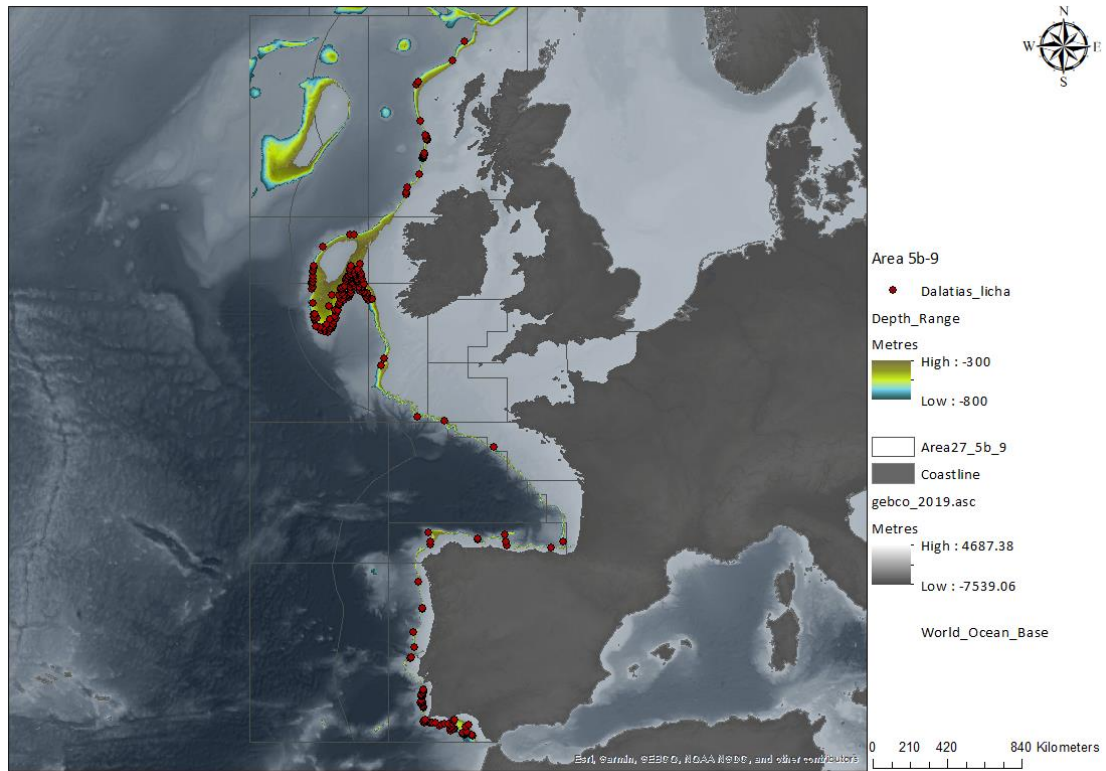 N
W E
S
Area 5b-9
Dalatias_licha
Depth_Range
Metres
High : -300
Low : -800
Area27_5b_9
Coastline
gebco_2019.asc
Metres
High : 4687.38
Low : -7539.06
World_Ocean_Base
Esri, Garmin, GEBCO, NOAA NGDC, and other contributors
0 210 420 840 Kilometers